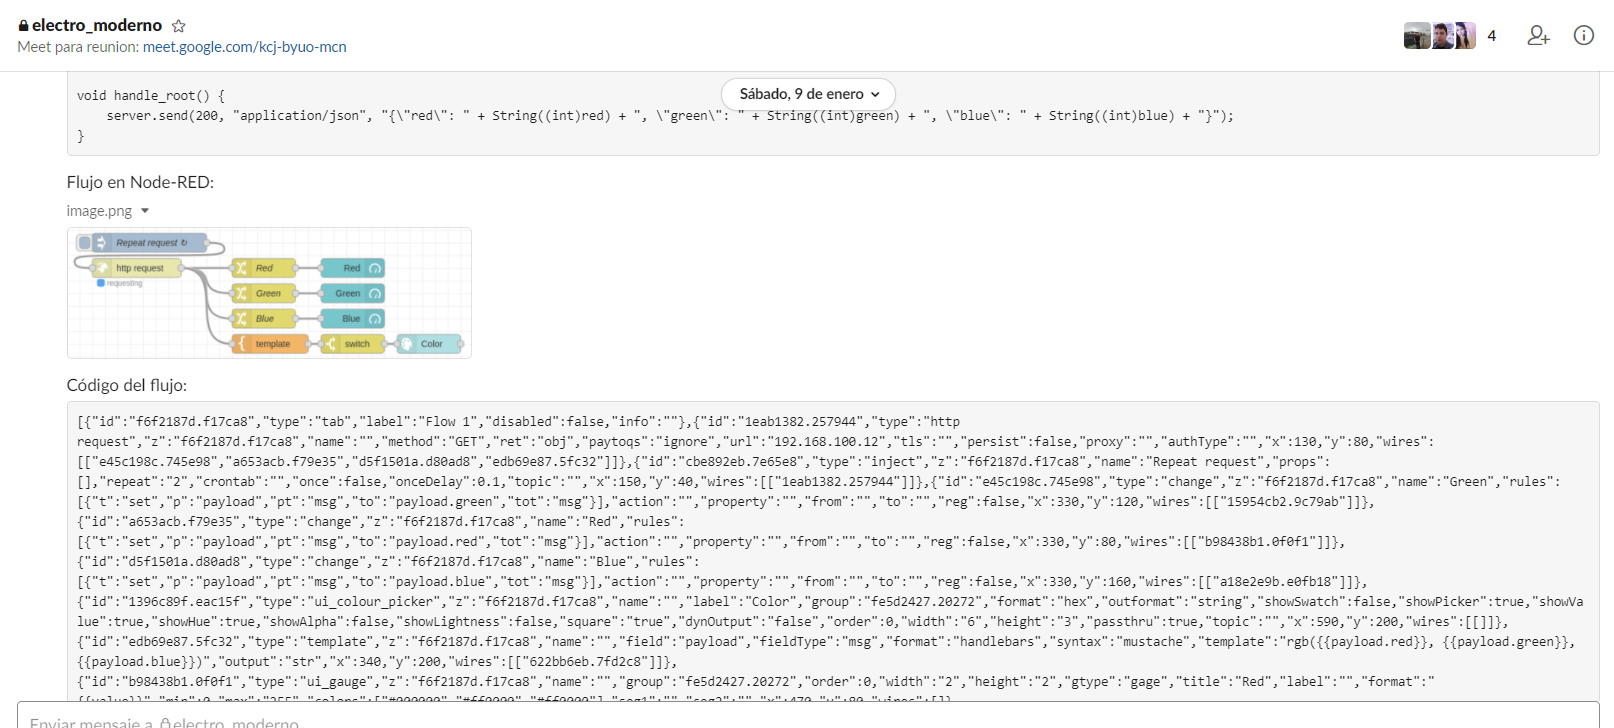 electro_moderno
Meet para reunion: meet.google.com/kcj-byuo-mcn
4
Sábado, 9 de enero
void handle_root() {
    server.send(200, "application/json", "{\"red\": " + String((int)red) + ", \"green\": " + String((int)green) + ", \"blue\": " + String((int)blue) + "}");
}
Flujo en Node-RED:
image.png
Repeat request ↻
http request
requesting
Red Red
Green Green
Blue Blue
template switch Color
Código del flujo:
[{"id":"f6f2187d.f17ca8","type":"tab","label":"Flow 1","disabled":false,"info":""},{"id":"1eab1382.257944","type":"http
request","z":"f6f2187d.f17ca8","name":"","method":"GET","ret":"obj","paytoqs":"ignore","url":"192.168.100.12","tls":"","persist":false,"proxy":"","authType":"","x":130,"y":80,"wires":
[["e45c198c.745e98","a653acb.f79e35","d5f1501a.d80ad8","edb69e87.5fc32"]]},{"id":"cbe892eb.7e65e8","type":"inject","z":"f6f2187d.f17ca8","name":"Repeat request","props":
[],"repeat":"2","crontab":"","once":false,"onceDelay":0.1,"topic":"","x":150,"y":40,"wires":[["1eab1382.257944"]]},{"id":"e45c198c.745e98","type":"change","z":"f6f2187d.f17ca8","name":"Green","rules":
[{"t":"set","p":"payload","pt":"msg","to":"payload.green","tot":"msg"}],"action":"","property":"","from":"","to":"","reg":false,"x":330,"y":120,"wires":[["15954cb2.9c79ab"]]},
{"id":"a653acb.f79e35","type":"change","z":"f6f2187d.f17ca8","name":"Red","rules":
[{"t":"set","p":"payload","pt":"msg","to":"payload.red","tot":"msg"}],"action":"","property":"","from":"","to":"","reg":false,"x":330,"y":80,"wires":[["b98438b1.0f0f1"]]},
{"id":"d5f1501a.d80ad8","type":"change","z":"f6f2187d.f17ca8","name":"Blue","rules":
[{"t":"set","p":"payload","pt":"msg","to":"payload.blue","tot":"msg"}],"action":"","property":"","from":"","to":"","reg":false,"x":330,"y":160,"wires":[["a18e2e9b.e0fb18"]]},
{"id":"1396c89f.eac15f","type":"ui_colour_picker","z":"f6f2187d.f17ca8","name":"","label":"Color","group":"fe5d2427.20272","format":"hex","outformat":"string","showSwatch":false,"showPicker":true,"showVa
lue":true,"showHue":true,"showAlpha":false,"showLightness":false,"square":"true","dynOutput":"false","order":0,"width":"6","height":"3","passthru":true,"topic":"","x":590,"y":200,"wires":[[]]},
{"id":"edb69e87.5fc32","type":"template","z":"f6f2187d.f17ca8","name":"","field":"payload","fieldType":"msg","format":"handlebars","syntax":"mustache","template":"rgb({{payload.red}}, {{payload.green}},
{{payload.blue}})","output":"str","x":340,"y":200,"wires":[["622bb6eb.7fd2c8"]]},
{"id":"b98438b1.0f0f1","type":"ui_gauge","z":"f6f2187d.f17ca8","name":"","group":"fe5d2427.20272","order":0,"width":"2","height":"2","gtype":"gage","title":"Red","label":"","format":"
Enviar mensaje a electro_moderno